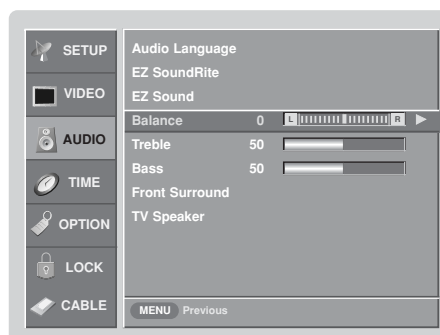 SETUP
VIDEO
AUDIO
TIME
OPTION
LOCK
CABLE
Audio Language
EZ SoundRite
EZ Sound
Balance 0 L R
Treble 50
Bass 50
Front Surround
TV Speaker
MENU Previous